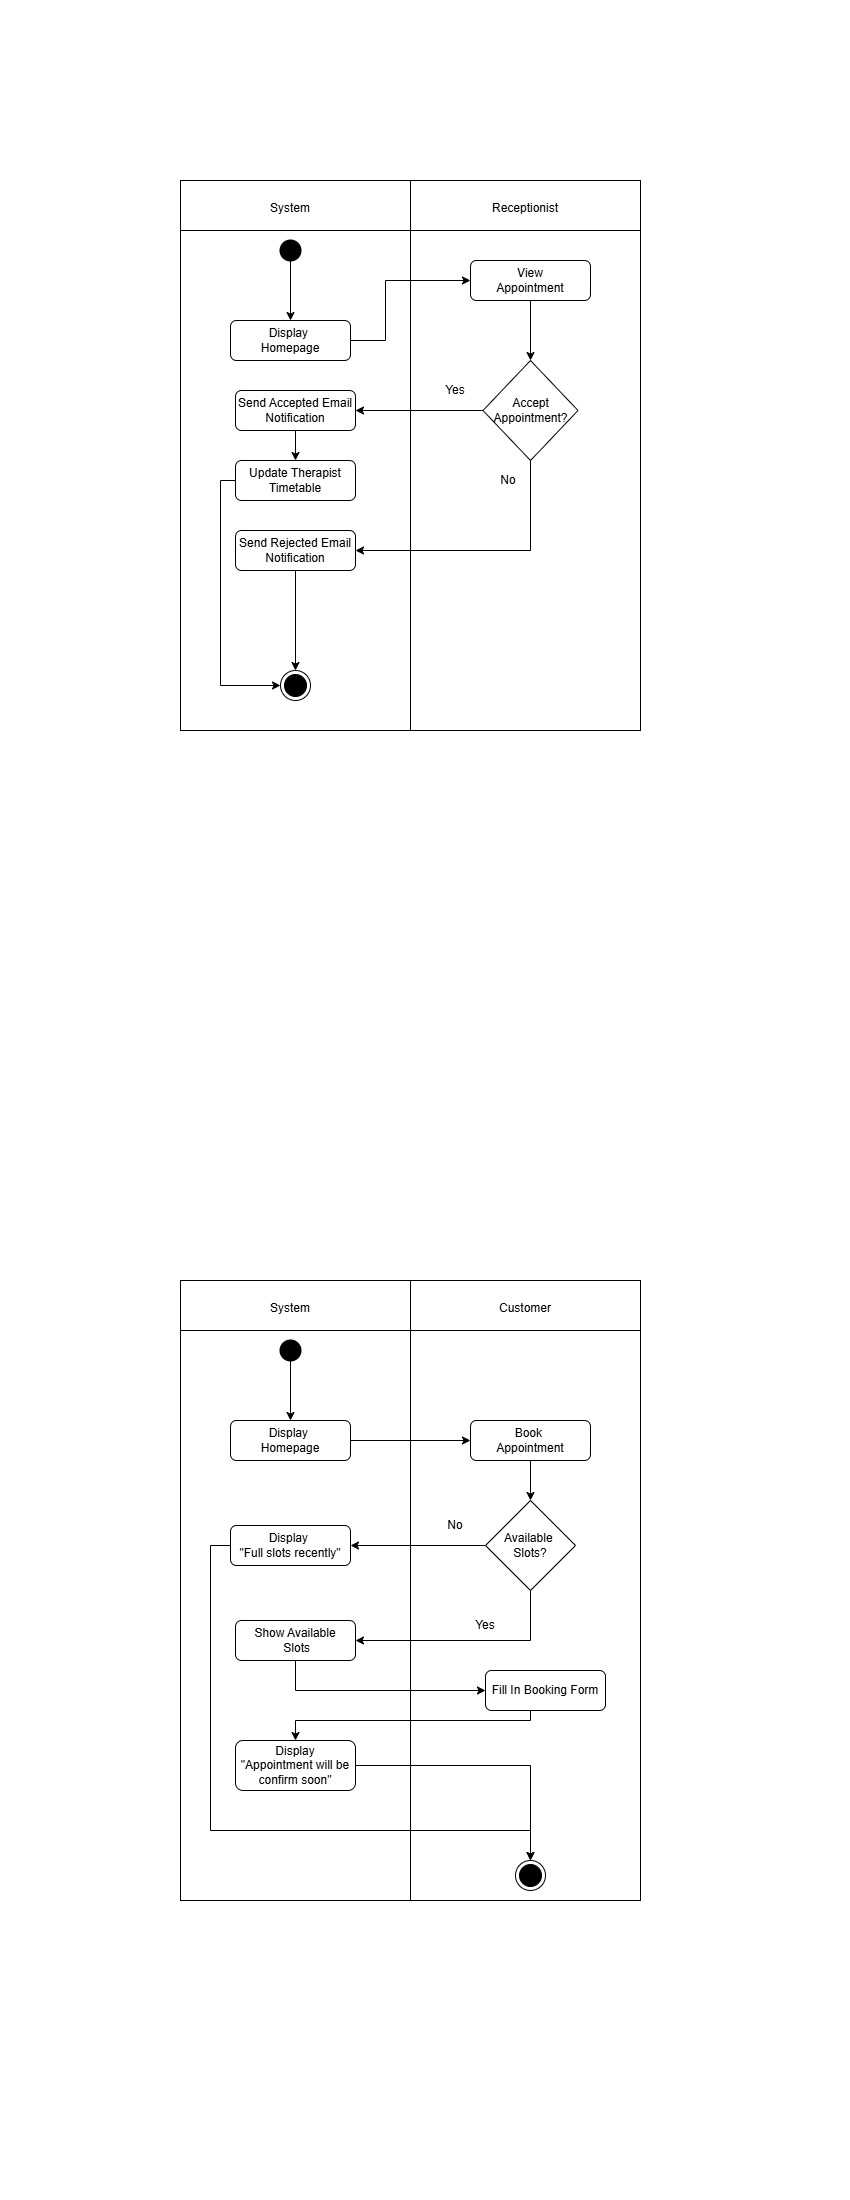 System
Receptionist
View
Appointment
Display
Homepage
Yes
Send Accepted Email
Notification
Accept
Appointment?
Update Therapist
Timetable
No
Send Rejected Email
Notification
System
Customer
Display
Homepage
Book
Appointment
No
Display
"Full slots recently"
Available
Slots?
Yes
Show Available
Slots
Fill In Booking Form
Display
"Appointment will be
confirm soon"